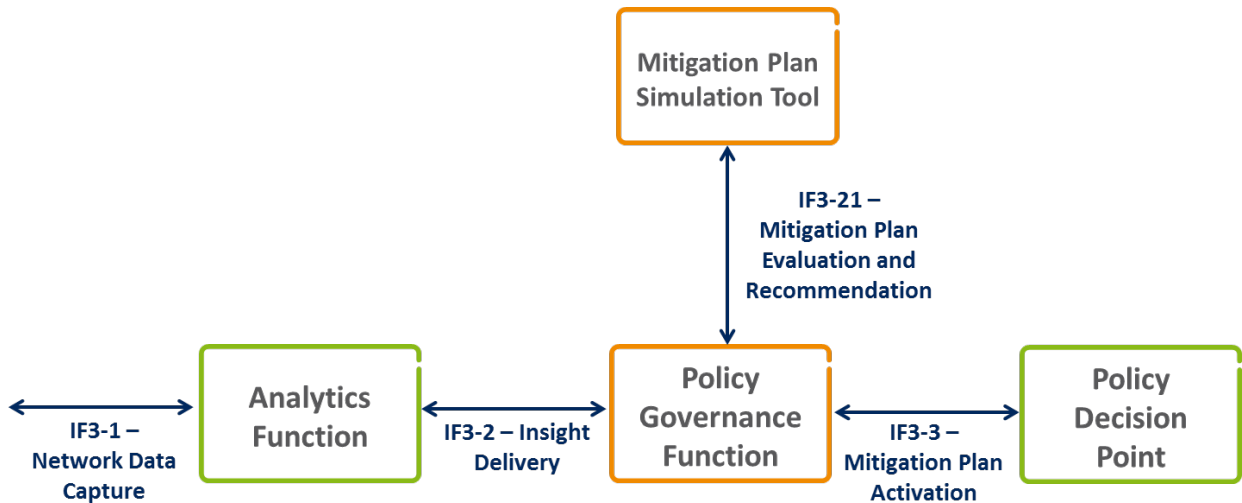 Mitigation Plan
Simulation Tool
IF3-21 –
Mitigation Plan
Evaluation and
Recommendation
Analytics
Function
Policy
Governance
Function
Policy
Decision
Point
IF3-1 –
Network Data
Capture
IF3-2 – Insight
Delivery
IF3-3 –
Mitigation Plan
Activation